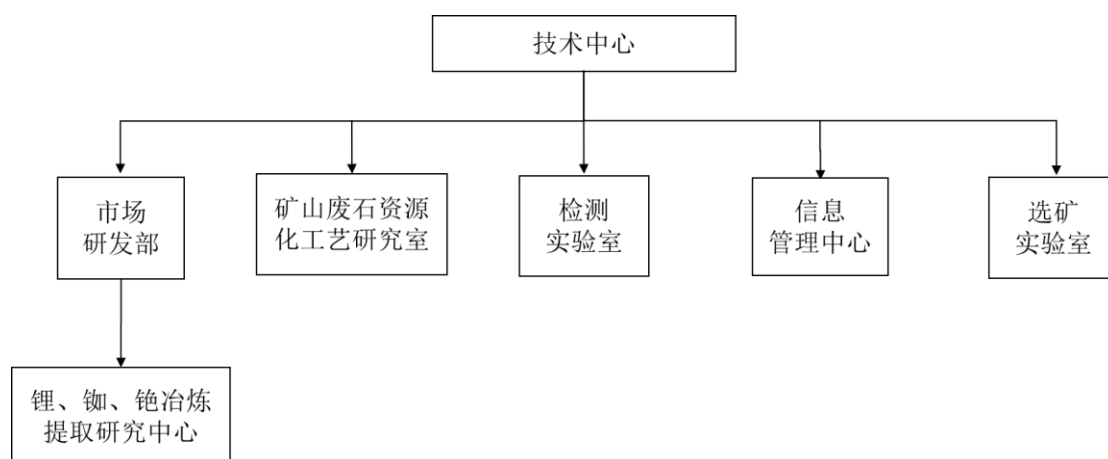 技术中心
市场
研发部
矿山废石资源
化工艺研究室
检测
实验室
信息
管理中心
选矿
实验室
锂、铷、铯冶炼
提取研究中心